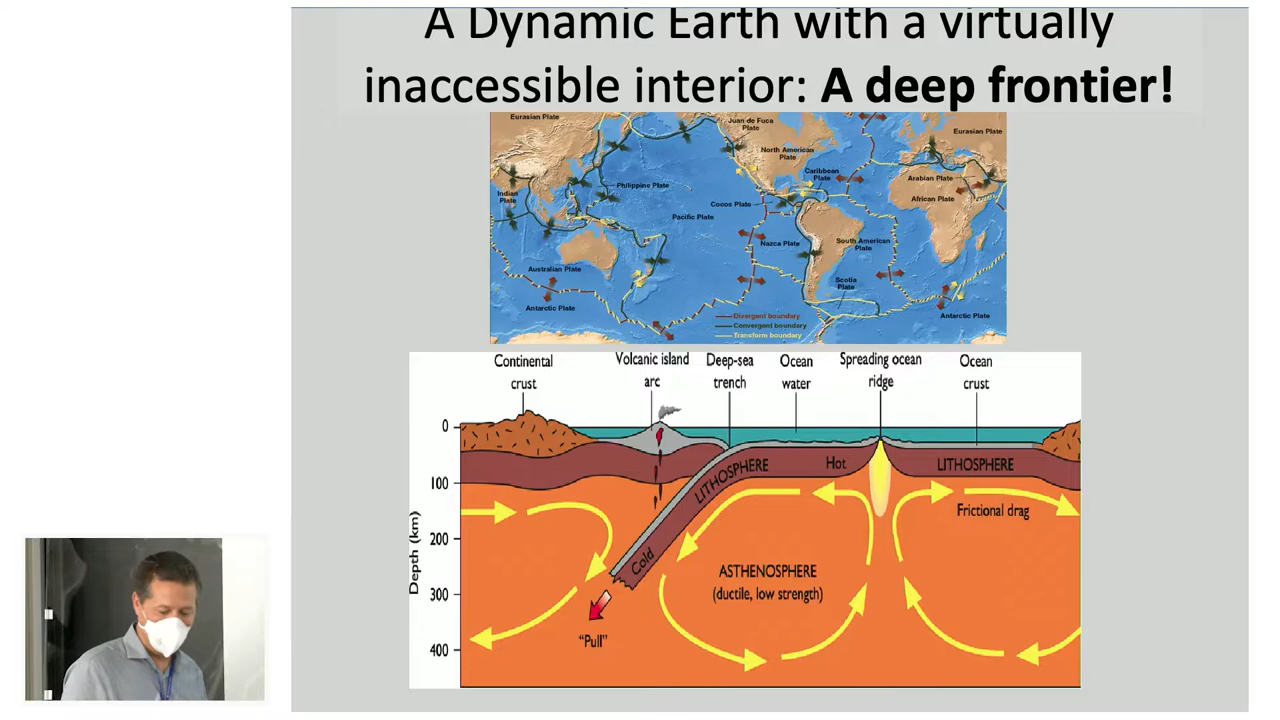 A Dynamic Earth with a virtually
inaccessible interior: A deep frontier!
Eurasian Plate
Juan de Fuca
Plate
Eurasian Plate
North American
Plate
Caribbean
Plate
Arabian Plate
Indian
Plate
Philippine Plate
African Plate
Cocos Plate
Pacific Plate
Nazca Plate
South American
Plate
Australian Plate
Scotia
Plate
Antarctic Plate
Antarctic Plate
Divergent boundary
Convergent boundary
Transform boundary
Continental
crust
Volcanic island
arc
Deep-sea
trench
Ocean
water
Spreading ocean
ridge
Ocean
crust
0
100
200
300
400
Depth (km)
LITHOSPHERE
Hot
LITHOSPHERE
Frictional drag
Cold
ASTHENOSPHERE
(ductile, low strength)
“Pull”